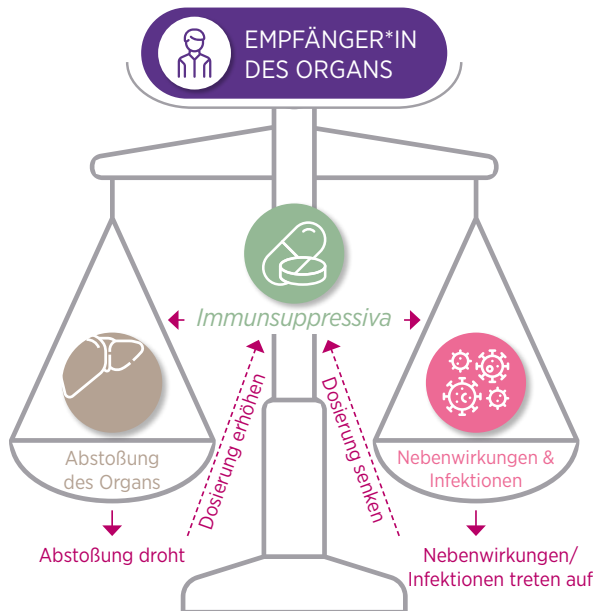 EMPFÄNGER*IN
DES ORGANS
Immunsuppressiva
Dosierung erhöhen
Dosierung senken
Abstoßung
des Organs
Nebenwirkungen &
Infektionen
Abstoßung droht
Nebenwirkungen/
Infektionen treten auf